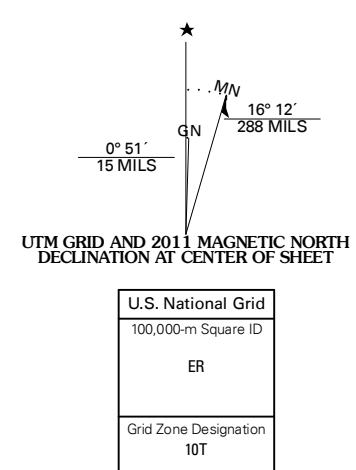 MN
GN
16° 12´
288 MILS
0° 51´
15 MILS
UTM GRID AND 2011 MAGNETIC NORTH
DECLINATION AT CENTER OF SHEET
U.S. National Grid
100,000-m Square ID
ER
Grid Zone Designation
10T